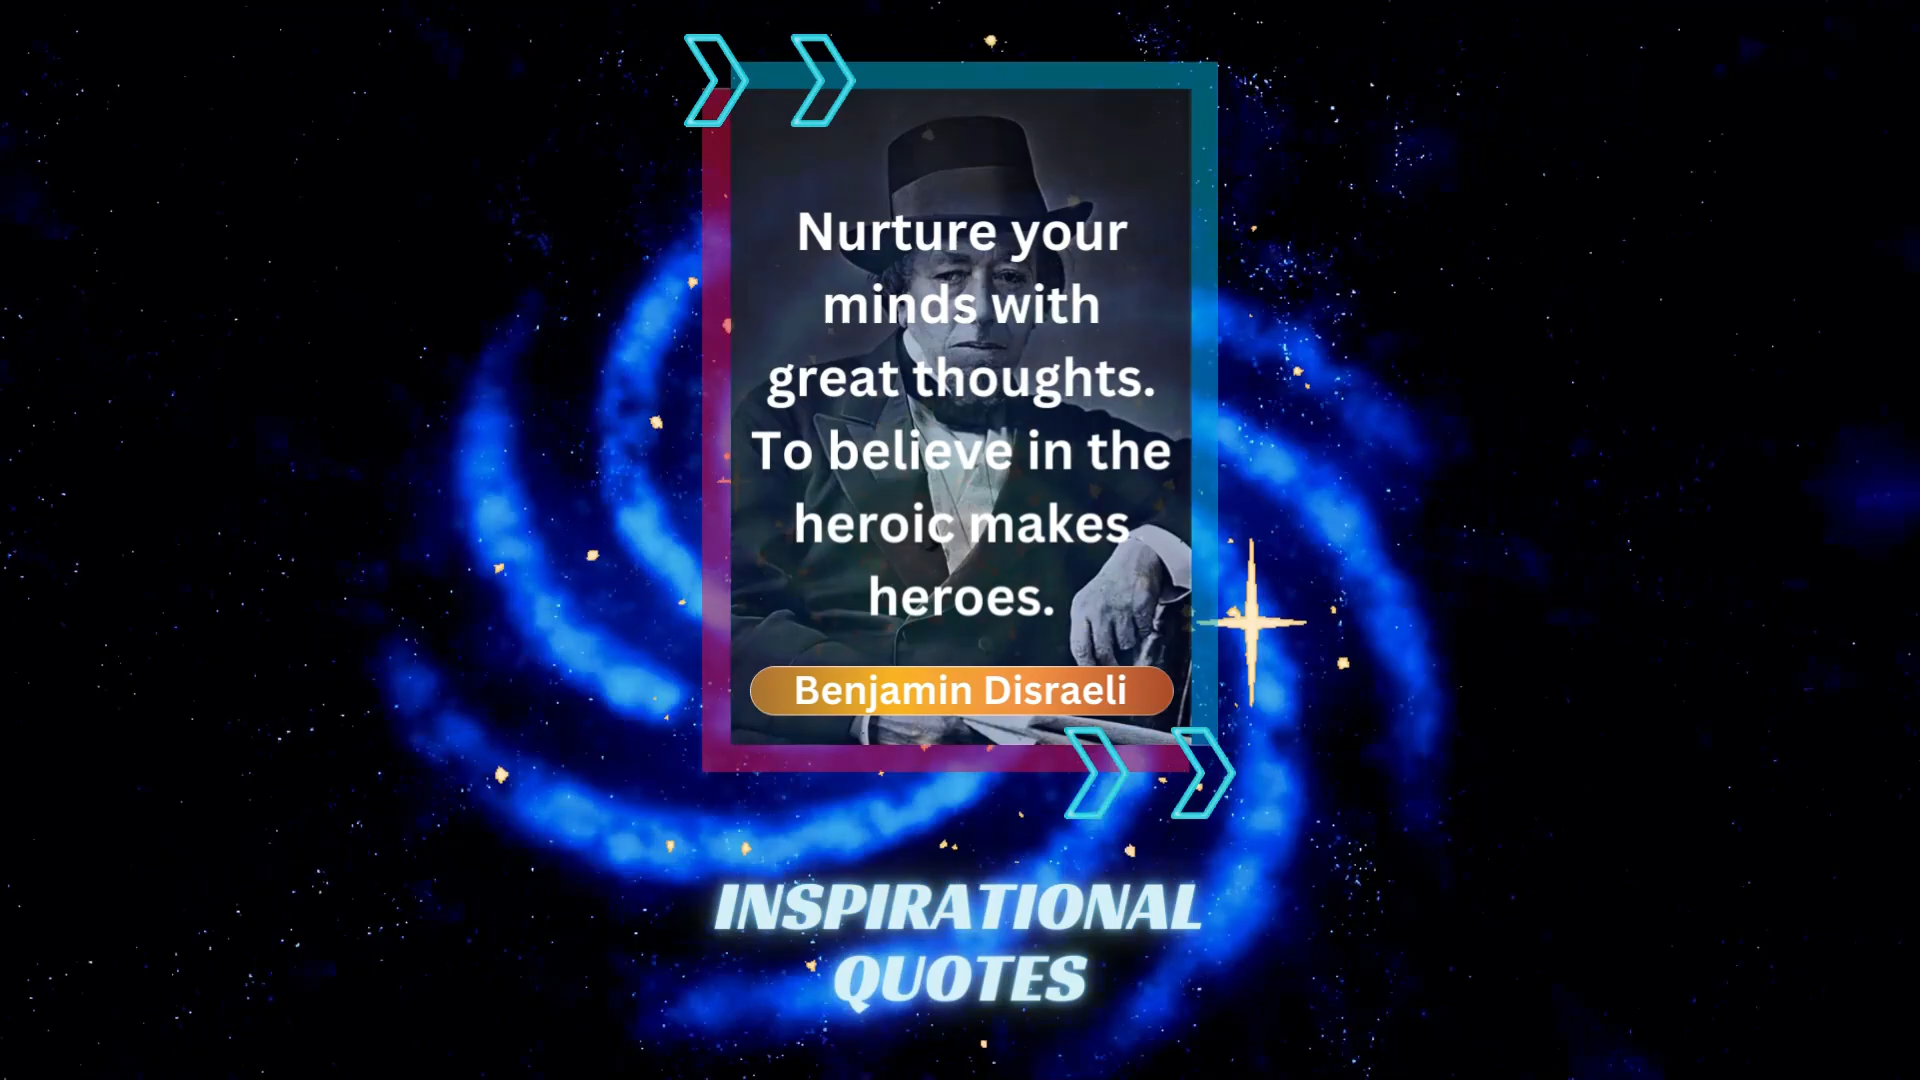 Nurture your
minds with
great thoughts.
To believe in the
heroic makes
heroes.
Benjamin Disraeli
INSPIRATIONAL
QUOTES